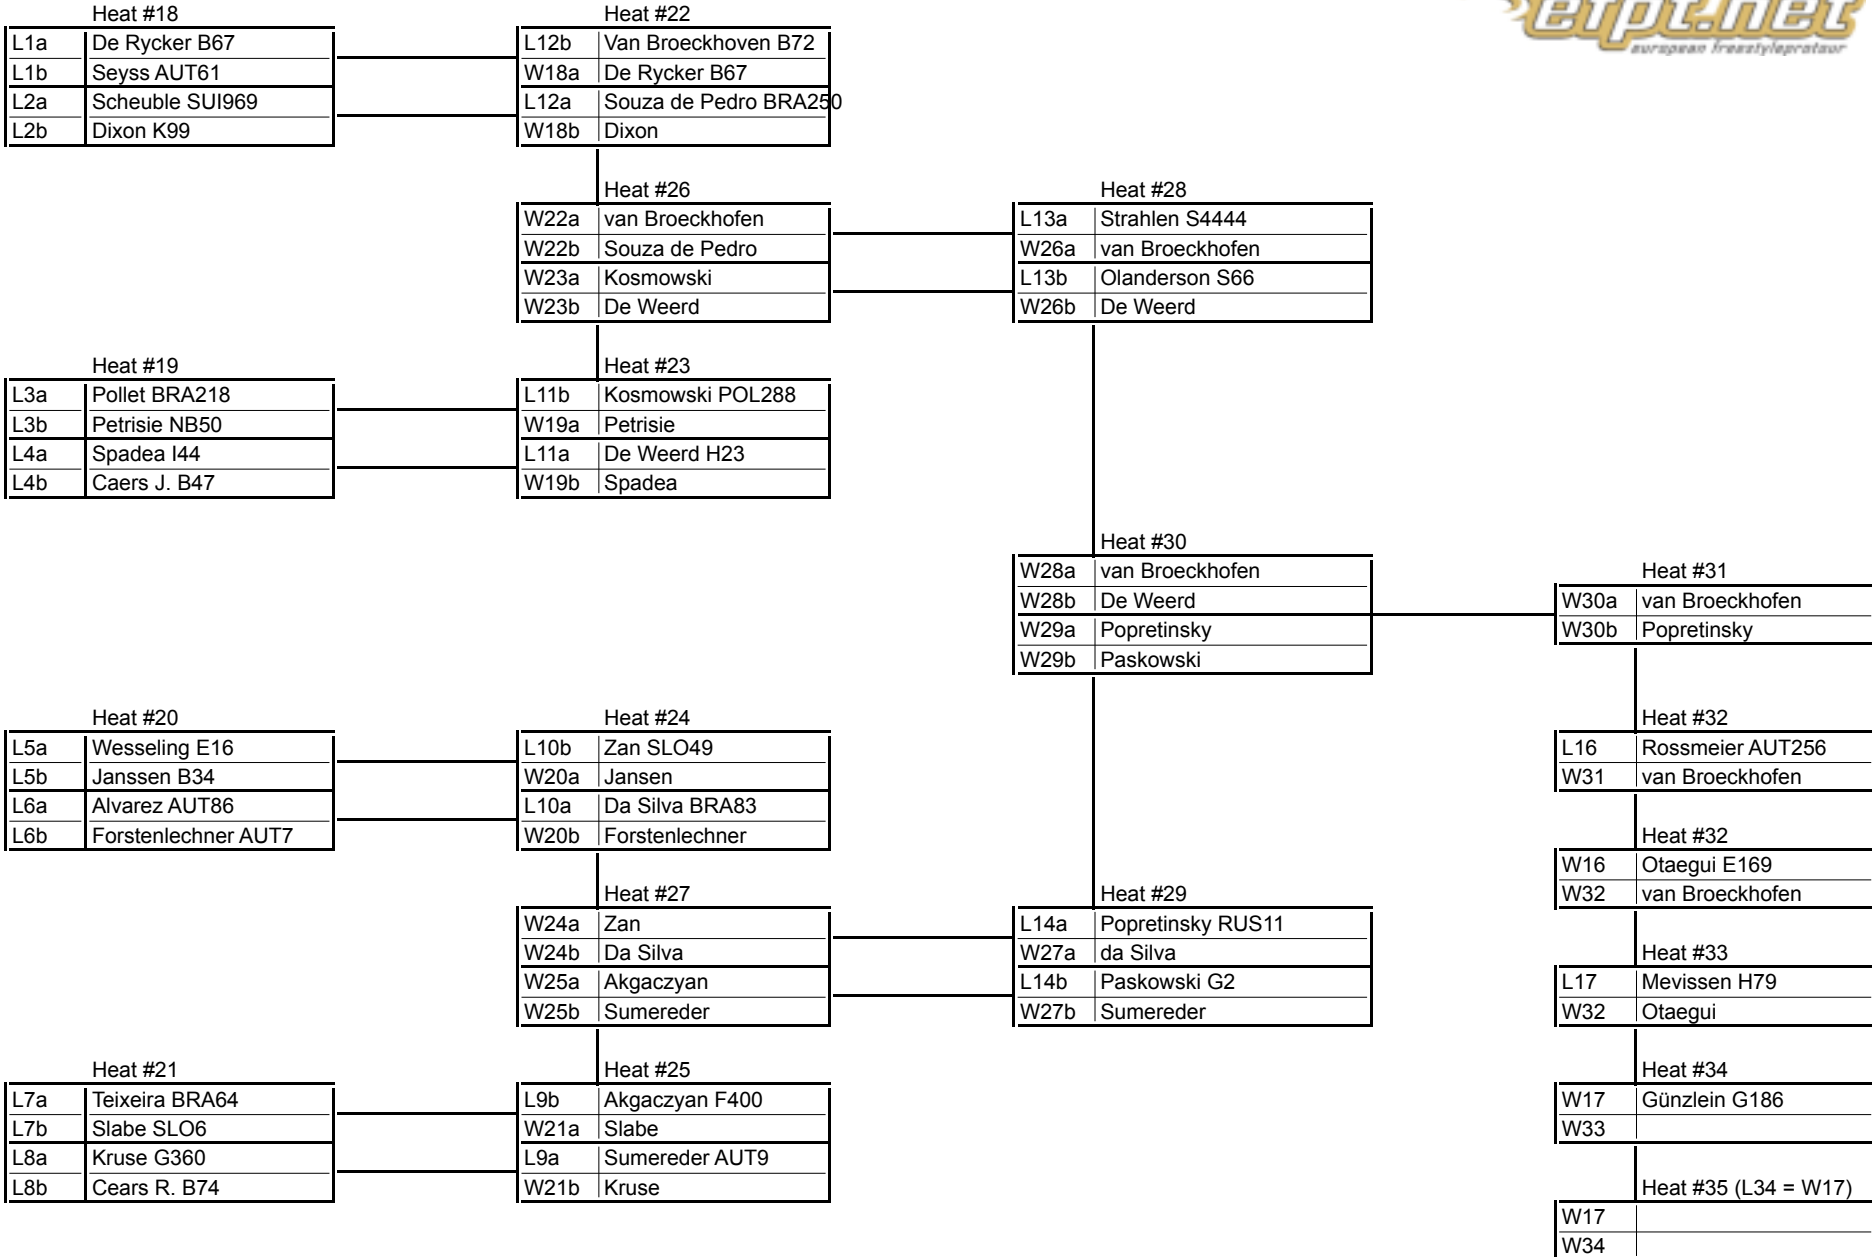 etpt.net
european freestyleprotour
Heat #18
L1a De Rycker B67
L1b Seyss AUT61
L2a Scheuble SUI969
L2b Dixon K99
Heat #22
L12b Van Broeckhoven B72
W18a De Rycker B67
L12a Souza de Pedro BRA250
W18b Dixon
Heat #26
W22a van Broeckhofen
W22b Souza de Pedro
W23a Kosmowski
W23b De Weerd
Heat #28
L13a Strahlen S4444
W26a van Broeckhofen
L13b Olanderson S66
W26b De Weerd
Heat #19
L3a Pollet BRA218
L3b Petrisie NB50
L4a Spadea I44
L4b Caers J. B47
Heat #23
L11b Kosmowski POL288
W19a Petrisie
L11a De Weerd H23
W19b Spadea
Heat #30
W28a van Broeckhofen
W28b De Weerd
W29a Popretinsky
W29b Paskowski
Heat #31
W30a van Broeckhofen
W30b Popretinsky
Heat #20
L5a Wesseling E16
L5b Janssen B34
L6a Alvarez AUT86
L6b Forstenlechner AUT7
Heat #24
L10b Zan SLO49
W20a Jansen
L10a Da Silva BRA83
W20b Forstenlechner
Heat #32
L16 Rossmeier AUT256
W31 van Broeckhofen
Heat #32
W16 Otaegui E169
W32 van Broeckhofen
Heat #27
W24a Zan
W24b Da Silva
W25a Akgaczyan
W25b Sumereder
Heat #29
L14a Popretinsky RUS11
W27a da Silva
L14b Paskowski G2
W27b Sumereder
Heat #33
L17 Mevissen H79
W32 Otaegui
Heat #21
L7a Teixeira BRA64
L7b Slabe SLO6
L8a Kruse G360
L8b Cears R. B74
Heat #25
L9b Akgaczyan F400
W21a Slabe
L9a Sumereder AUT9
W21b Kruse
Heat #34
W17 Günzlein G186
W33
Heat #35 (L34 = W17)
W17
W34